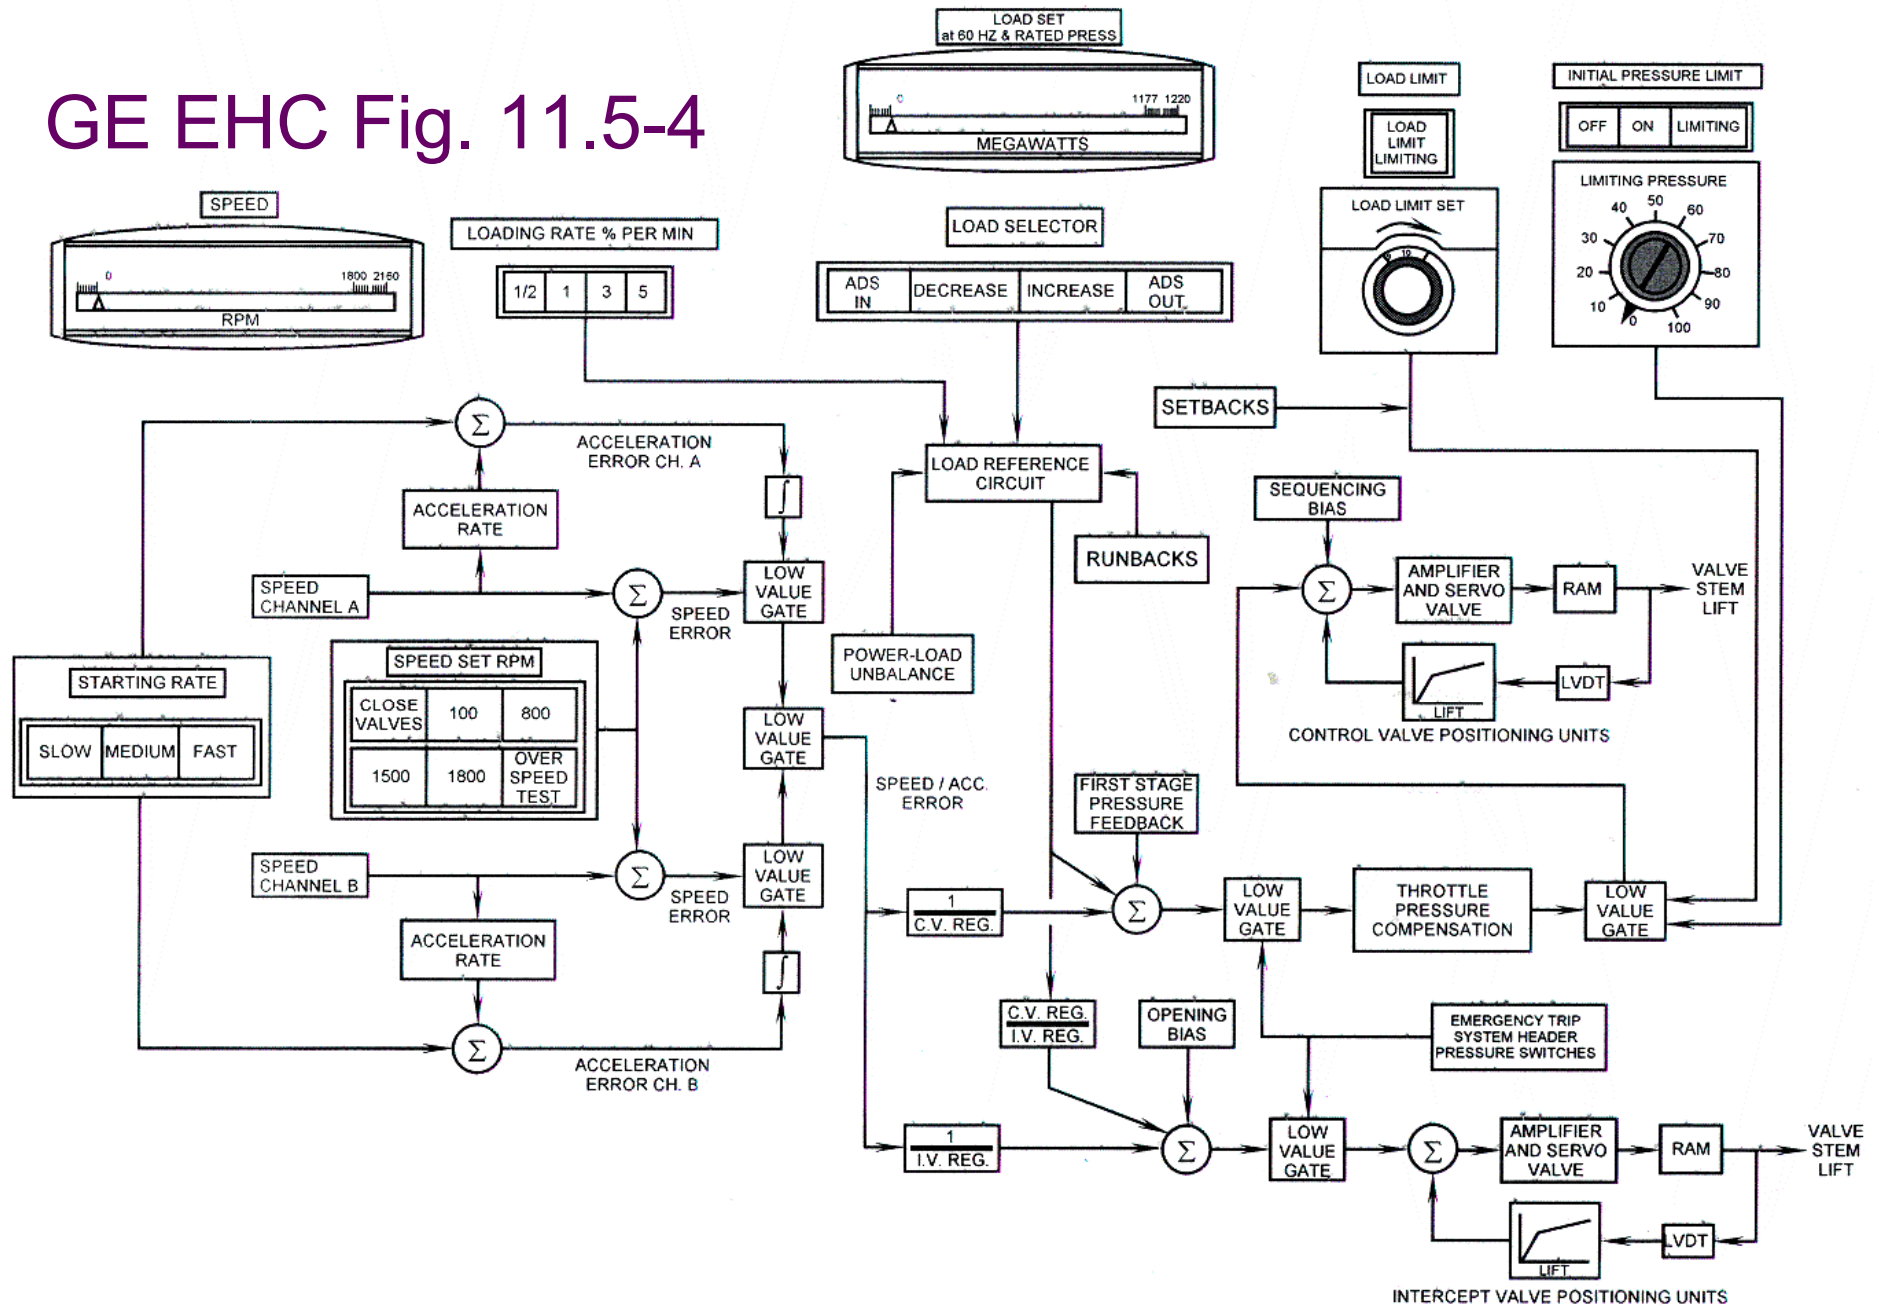 GE EHC Fig. 11.5-4
LOAD SET
at 60 HZ & RATED PRESS
0
1177 1220
MEGAWATTS
LOAD LIMIT
LOAD
LIMIT
LIMITING
INITIAL PRESSURE LIMIT
OFF
ON
LIMITING
SPEED
0
1800 2160
RPM
LOADING RATE % PER MIN
1/2
1
3
5
LOAD SELECTOR
ADS
IN
DECREASE
INCREASE
ADS
OUT
LOAD LIMIT SET
0
10
LIMITING PRESSURE
0
10
20
30
40
50
60
70
80
90
100
SETBACKS
Σ
ACCELERATION
ERROR CH. A
∫
LOAD REFERENCE
CIRCUIT
ACCELERATION
RATE
RUNBACKS
SEQUENCING
BIAS
SPEED
CHANNEL A
Σ
SPEED
ERROR
LOW
VALUE
GATE
Σ
AMPLIFIER
AND SERVO
VALVE
RAM
VALVE
STEM
LIFT
LIFT
LVDT
CONTROL VALVE POSITIONING UNITS
STARTING RATE
SLOW
MEDIUM
FAST
SPEED SET RPM
CLOSE
VALVES
100
800
1500
1800
OVER
SPEED
TEST
POWER-LOAD
UNBALANCE
LOW
VALUE
GATE
SPEED / ACC.
ERROR
FIRST STAGE
PRESSURE
FEEDBACK
SPEED
CHANNEL B
Σ
SPEED
ERROR
LOW
VALUE
GATE
1
C.V. REG.
Σ
LOW
VALUE
GATE
THROTTLE
PRESSURE
COMPENSATION
LOW
VALUE
GATE
ACCELERATION
RATE
∫
Σ
ACCELERATION
ERROR CH. B
C.V. REG.
I.V. REG.
OPENING
BIAS
EMERGENCY TRIP
SYSTEM HEADER
PRESSURE SWITCHES
1
I.V. REG.
Σ
LOW
VALUE
GATE
Σ
AMPLIFIER
AND SERVO
VALVE
RAM
VALVE
STEM
LIFT
LIFT
LVDT
INTERCEPT VALVE POSITIONING UNITS